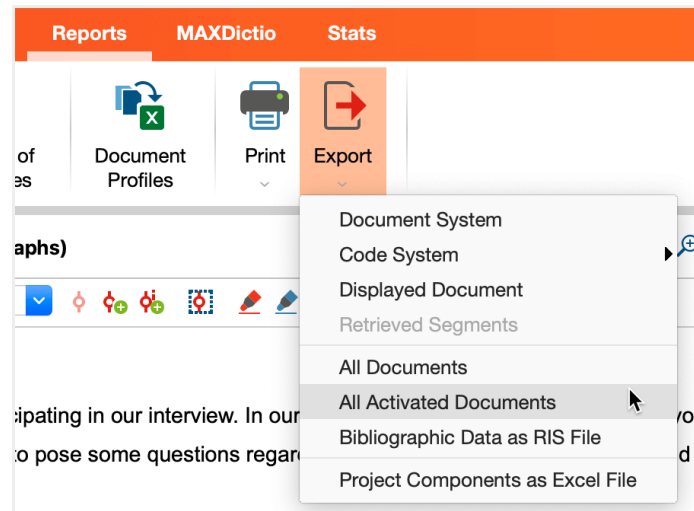 Reports MAXDictio Stats
of Document Print Export
es Profiles
Document System
aphs)
Code System
Displayed Document
Retrieved Segments
All Documents
All Activated Documents
cipating in our interview. In our yo
Bibliographic Data as RIS File
to pose some questions regar d
Project Components as Excel File